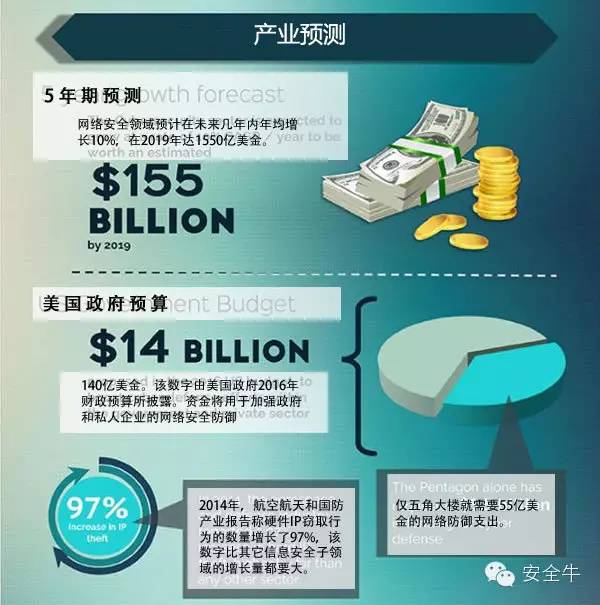 产业预测
5年期预测
网络安全领域预计在未来几年内年均增
长10%，在2019年达1550亿美金。
worth an estimated
$155
BILLION
by 2019
美国政府预算
$14 BILLION
140亿美金。该数字由美国政府2016年
财政预算所披露。资金将用于加强政府
和私人企业的网络安全防御
97%
Increase in IP
theft
2014年，航空航天和国防
产业报告称硬件IP窃取行
为的数量增长了97%，该
数字比其它信息安全子领
域的增长量都要大。
any other sector
The Pentagon alone has
仅五角大楼就需要55亿美
金的网络防御支出。
defense
安全牛